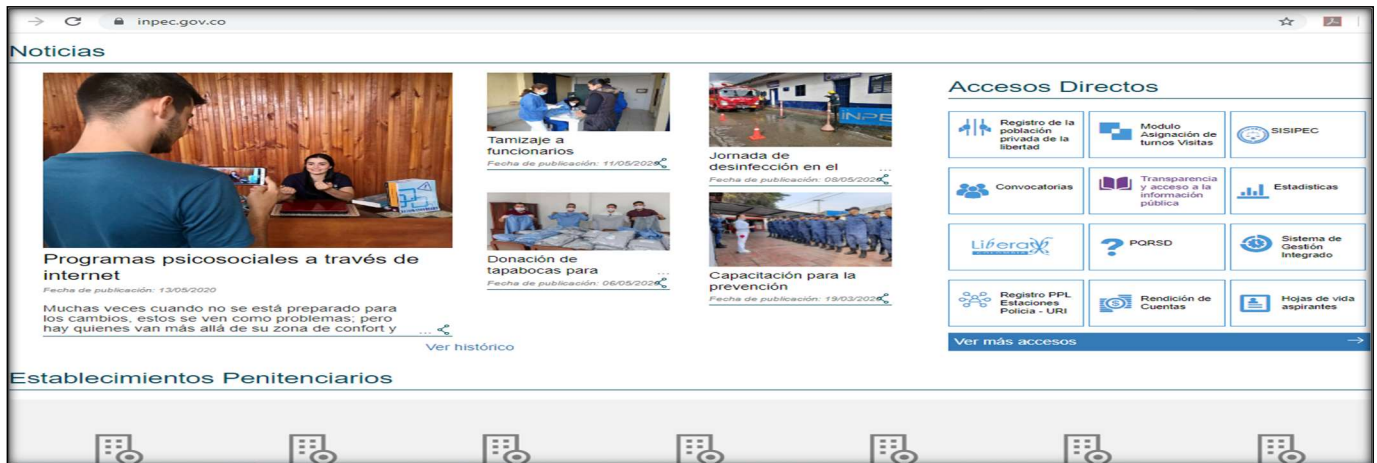 inpec.gov.co
Noticias
Programas psicosociales a través de
internet
Fecha de publicación: 13/05/2020
Muchas veces cuando no se está preparado para
los cambios, estos se ven como problemas; pero
hay quienes van más allá de su zona de confort y ...
Tamizaje a
funcionarios
Fecha de publicación: 11/05/2020
Donación de
tapabocas para ...
Fecha de publicación: 06/05/2020
Jornada de
desinfección en el ...
Fecha de publicación: 08/05/2020
Capacitación para la
prevención
Fecha de publicación: 19/03/2020
Ver histórico
Accesos Directos
Registro de la
población
privada de la
libertad
Modulo
Asignación de
turnos Visitas
SISIPEC
Convocatorias
Transparencia
y acceso a la
información
pública
Estadisticas
Libera
PQRSD
Sistema de
Gestión
Integrado
Registro PPL
Estaciones
Policia - URI
Rendición de
Cuentas
Hojas de vida
aspirantes
Ver más accesos
Establecimientos Penitenciarios